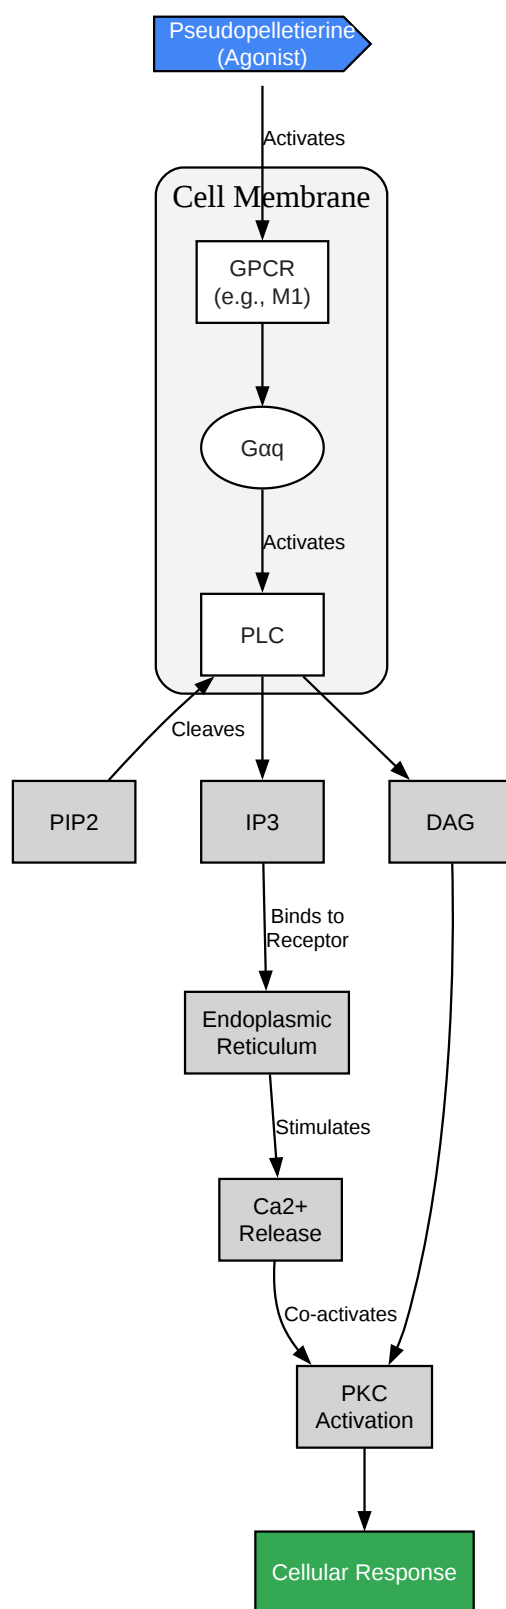 Pseudopelletierine
(Agonist)
Activates
Cell Membrane
GPCR
(e.g., M1)
Gαq
Activates
PLC
Cleaves
PIP2
IP3
DAG
Binds to
Receptor
Endoplasmic
Reticulum
Stimulates
Ca2+
Release
Co-activates
PKC
Activation
Cellular Response